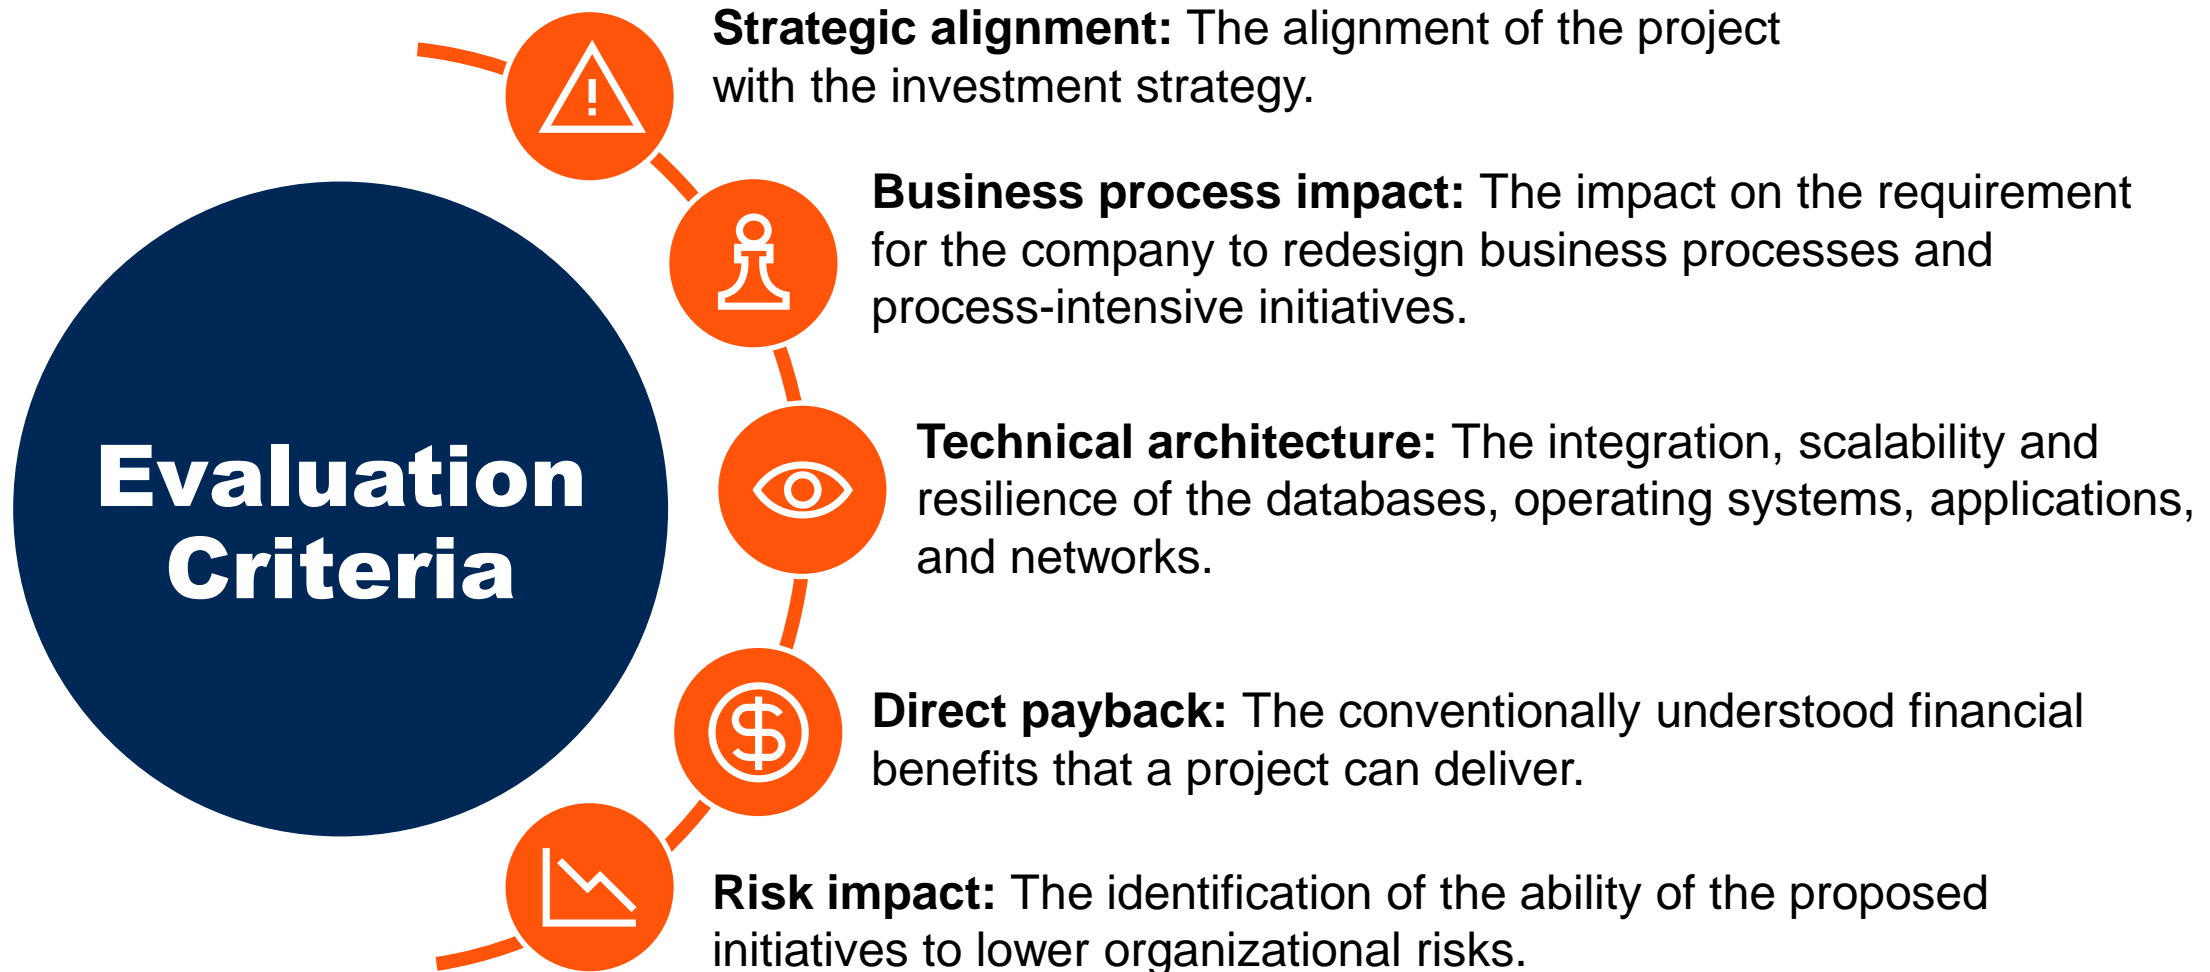 Strategic alignment: The alignment of the project
with the investment strategy.
Business process impact: The impact on the requirement
for the company to redesign business processes and
process-intensive initiatives.
Evaluation
Criteria
Technical architecture: The integration, scalability and
resilience of the databases, operating systems, applications,
and networks.
Direct payback: The conventionally understood financial
benefits that a project can deliver.
Risk impact: The identification of the ability of the proposed
initiatives to lower organizational risks.